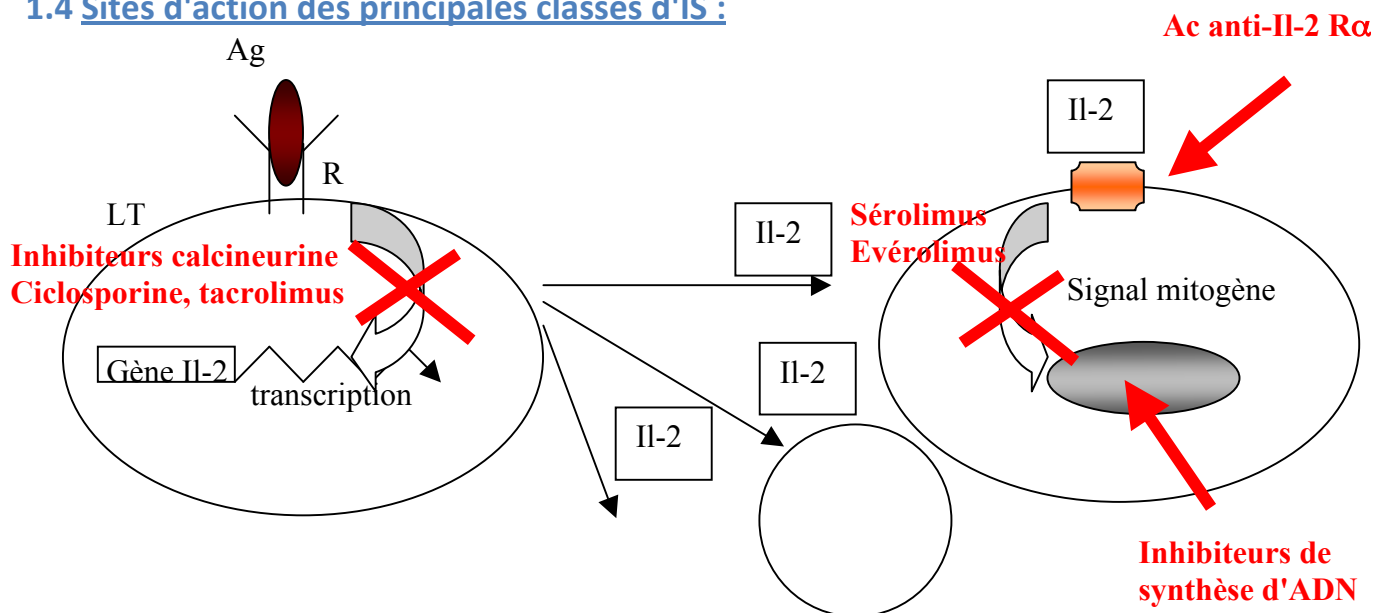 1.4 Sites d'action des principales classes d'IS :
Ac anti-Il-2 Rα
Ag
Il-2
R
LT
Il-2
Sérolimus
Evérolimus
Inhibiteurs calcineurine
Ciclosporine, tacrolimus
Signal mitogène
Gène Il-2
transcription
Il-2
Il-2
Inhibiteurs de
synthèse d'ADN